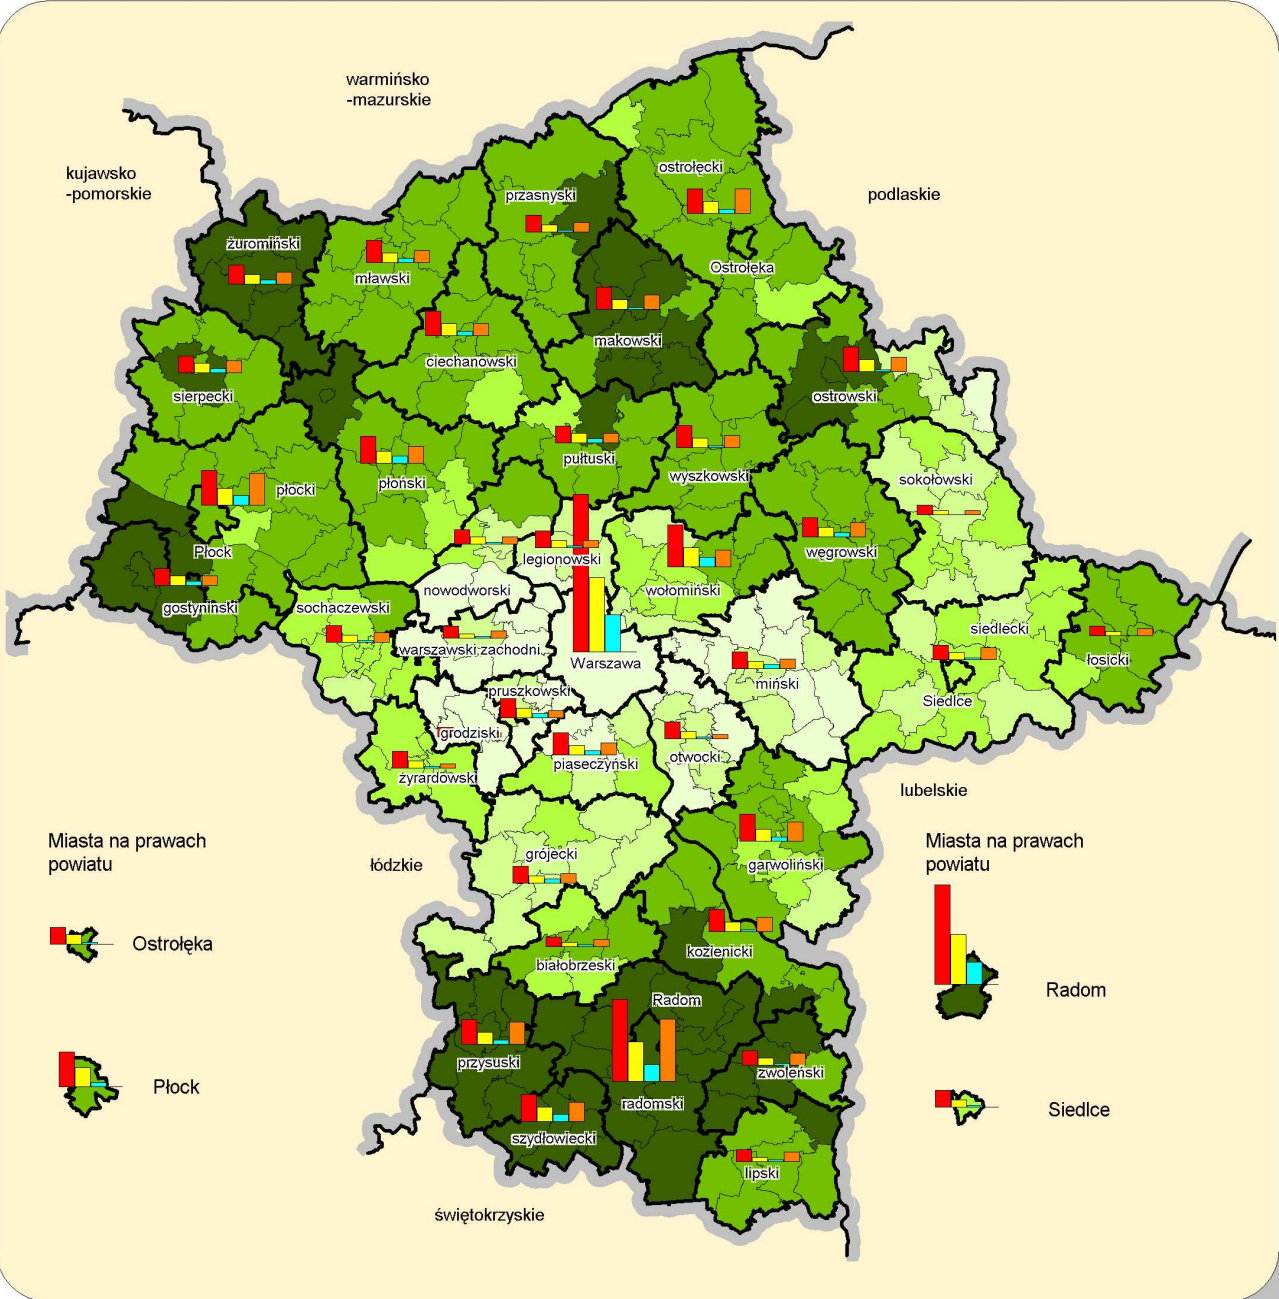 warmińsko
-mazurskie
kujawsko
-pomorskie
podlaskie
ostrołęcki
przasnyski
żuromiński
mławski
Ostrołęka
makowski
ciechanowski
sierpecki
ostrowski
pułtuski
wyszkowski
sokołowski
płoński
płocki
Płock
węgrowski
legionowski
nowodworski
wołomiński
gostyniński
sochaczewski
siedlecki
łosicki
warszawski zachodni
Warszawa
miński
Siedlce
pruszkowski
grodziski
piaseczyński
otwocki
żyrardowski
lubelskie
Miasta na prawach
powiatu
łódzkie
grójecki
garwoliński
Miasta na prawach
powiatu
Ostrołęka
białobrzeski
kozienicki
Radom
Radom
Płock
przysuski
zwoleński
radomski
Siedlce
szydłowiecki
lipski
świętokrzyskie